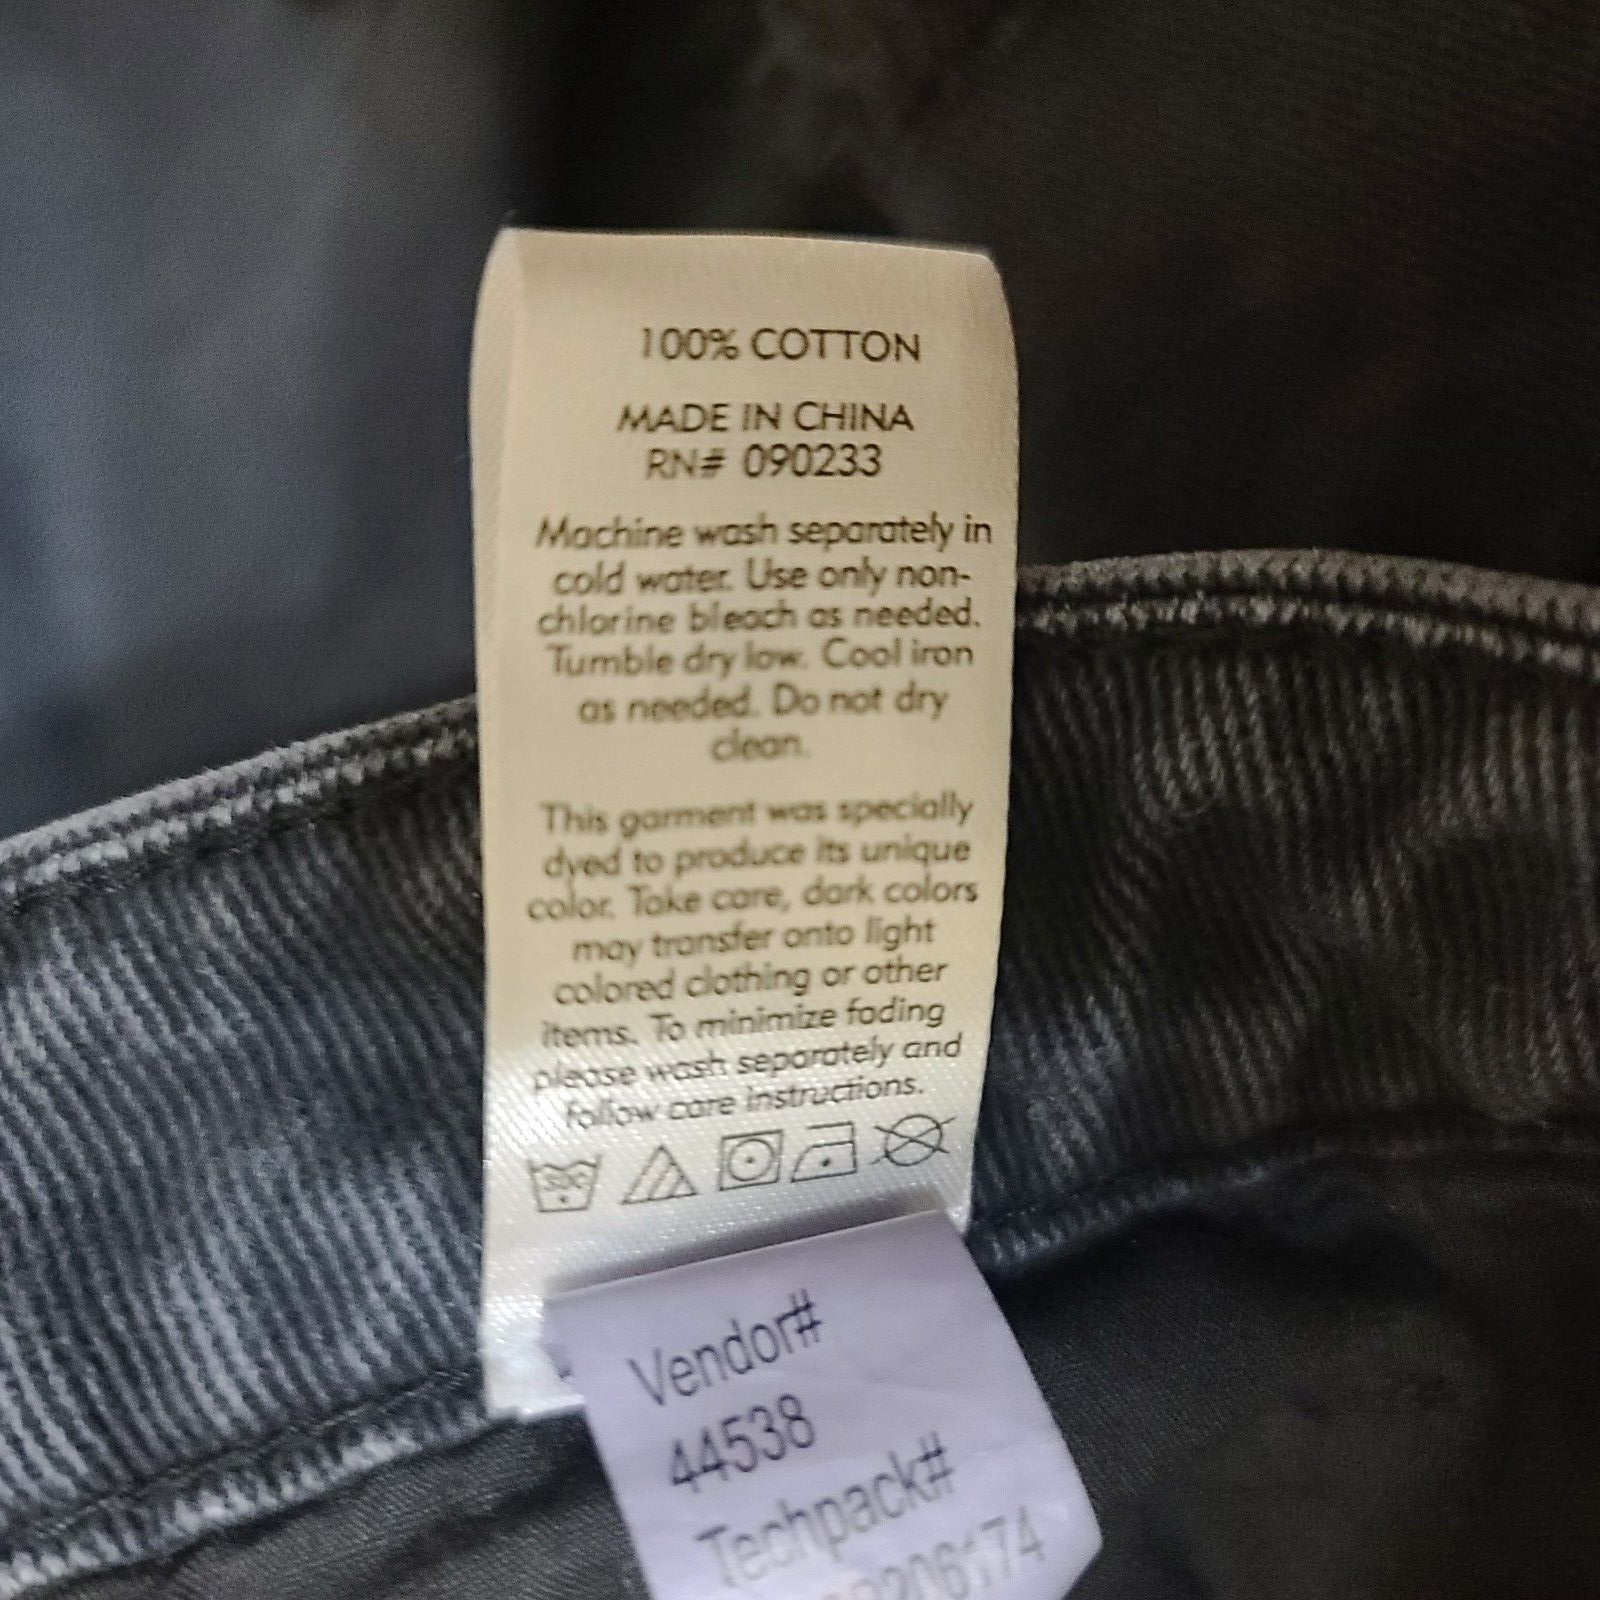 100% COTTON
MADE IN CHINA
RN# 090233
Machine wash separately in
cold water. Use only non-
chlorine bleach as needed.
Tumble dry low. Cool iron
as needed. Do not dry
clean.
This garment was specially
dyed to produce its unique
color. Take care, dark colors
may transfer onto light
colored clothing or other
items. To minimize fading
please wash separately and
follow care instructions.
30C
Vendor#
44538
Techpack#